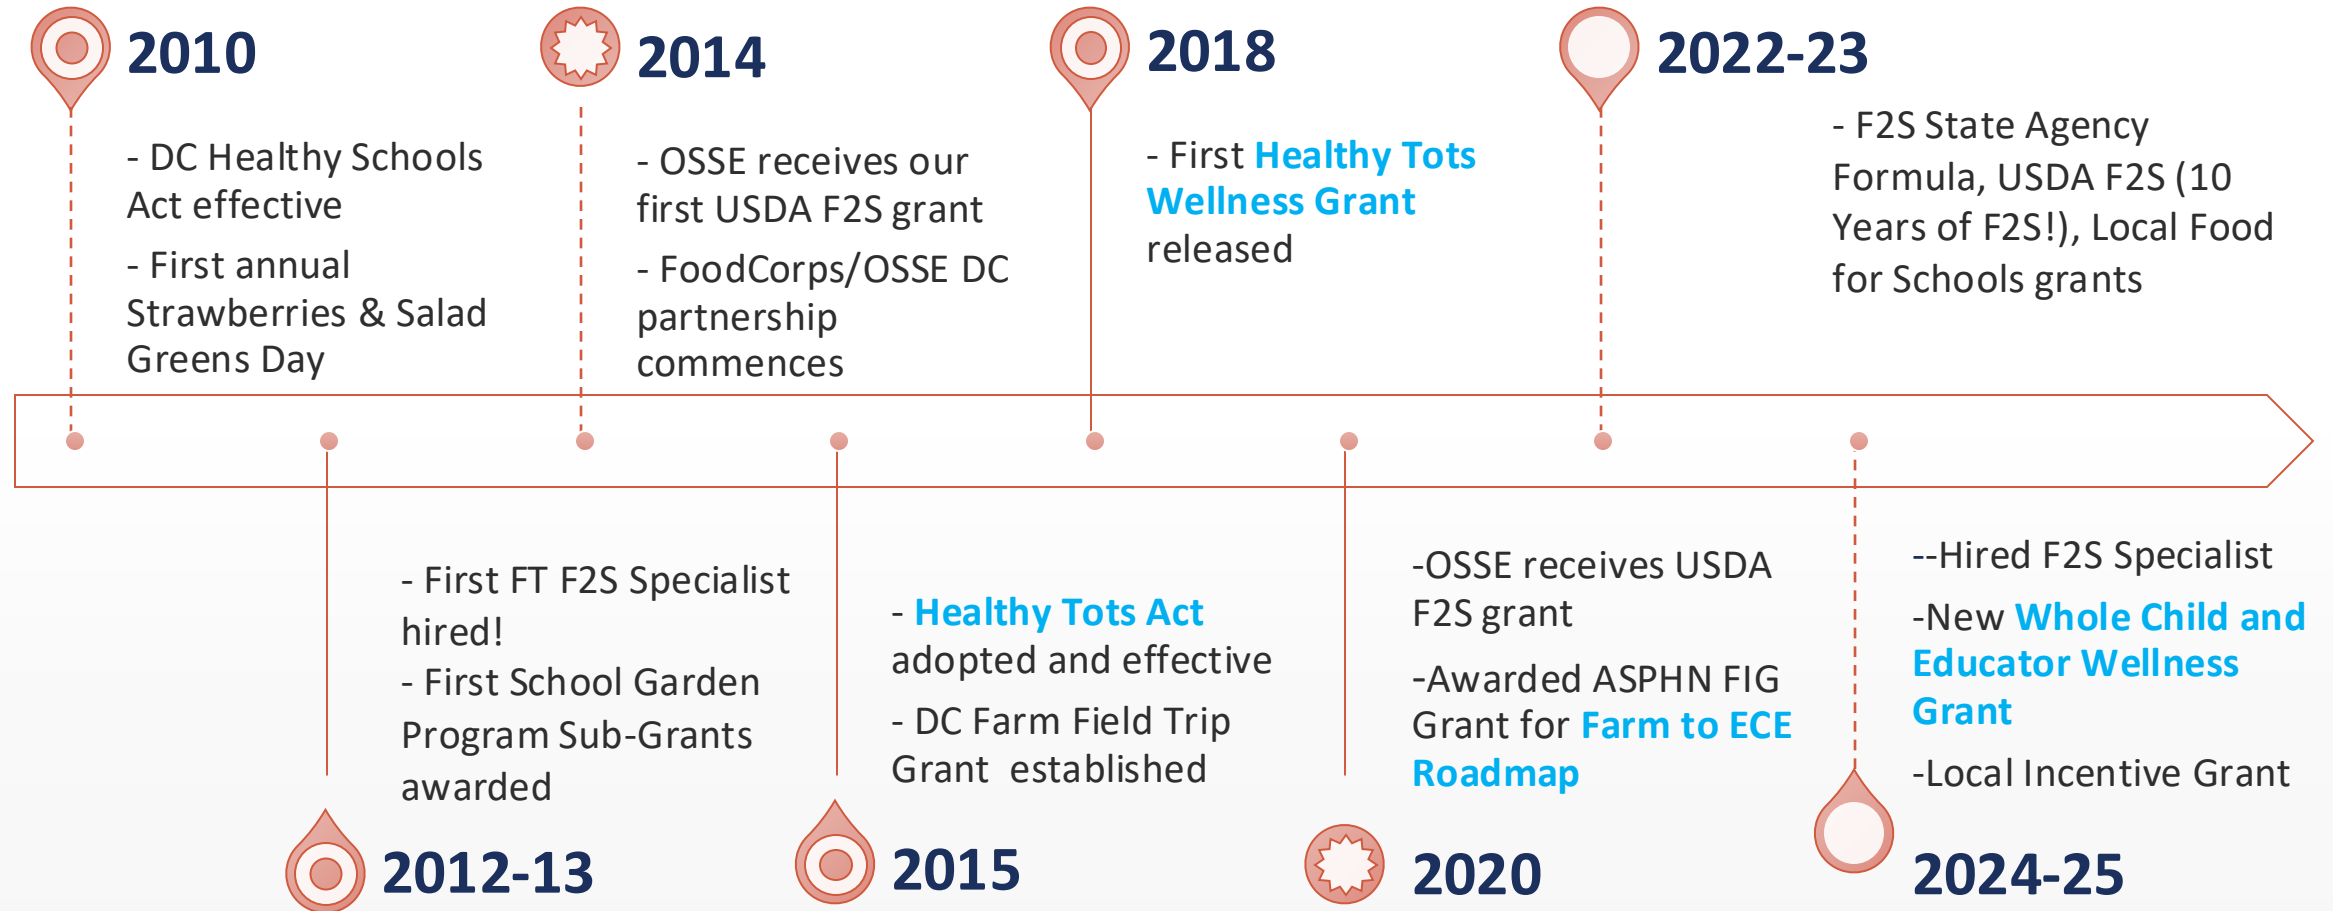 2010
- DC Healthy Schools
Act effective
- First annual
Strawberries & Salad
Greens Day
2012-13
- First FT F2S Specialist
hired!
- First School Garden
Program Sub-Grants
awarded
2014
- OSSE receives our
first USDA F2S grant
- FoodCorps/OSSE DC
partnership
commences
2015
- Healthy Tots Act
adopted and effective
- DC Farm Field Trip
Grant established
2018
- First Healthy Tots
Wellness Grant
released
2020
-OSSE receives USDA
F2S grant
-Awarded ASPHN FIG
Grant for Farm to ECE
Roadmap
2022-23
- F2S State Agency
Formula, USDA F2S (10
Years of F2S!), Local Food
for Schools grants
2024-25
--Hired F2S Specialist
-New Whole Child and
Educator Wellness
Grant
-Local Incentive Grant